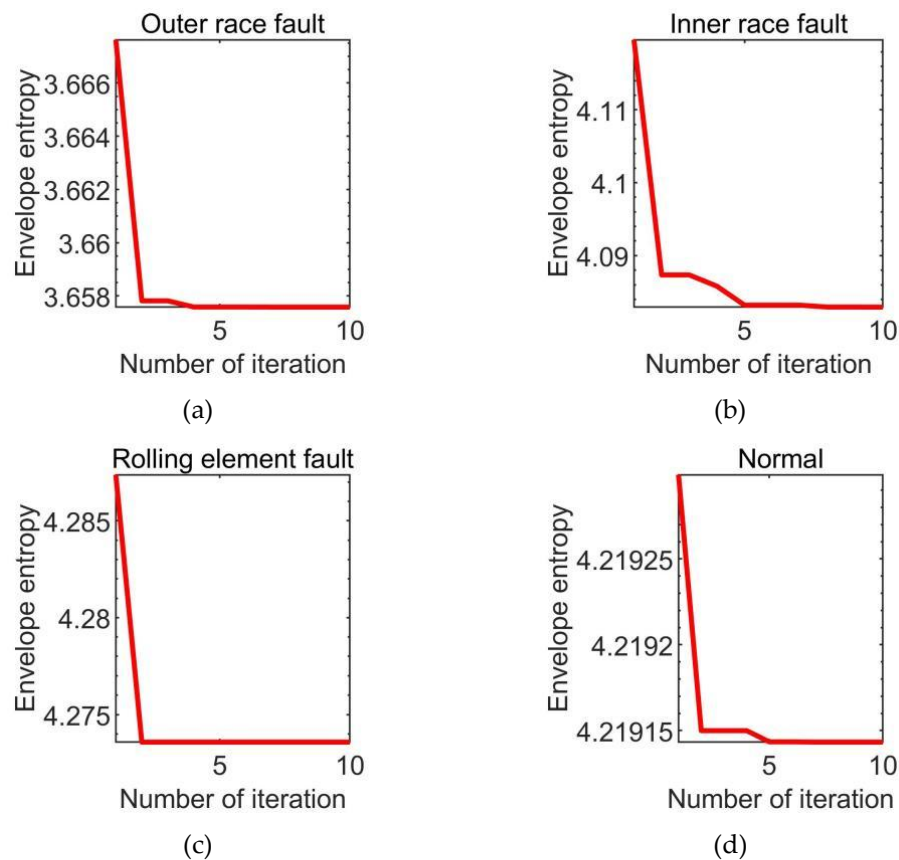 Outer race fault
Envelope entropy
3.666
3.664
3.662
3.66
3.658
5 10
Number of iteration
(a)
Inner race fault
Envelope entropy
4.11
4.1
4.09
5 10
Number of iteration
(b)
Rolling element fault
Envelope entropy
4.285
4.28
4.275
5 10
Number of iteration
(c)
Normal
Envelope entropy
4.21925
4.2192
4.21915
5 10
Number of iteration
(d)